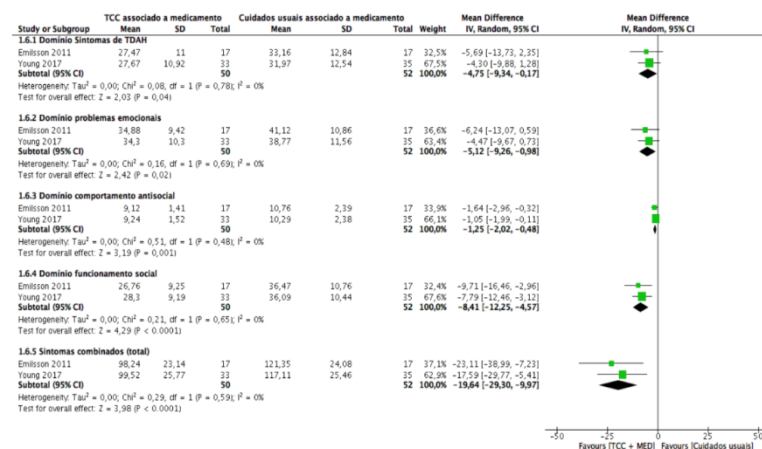 TCC associado a medicamento Cuidados usuais associado a medicamento Mean Difference Mean Difference
Study or Subgroup Mean SD Total Mean SD Total Weight IV, Random, 95% CI IV, Random, 95% CI
1.6.1 Domínio Sintomas de TDAH
Emilsson 2011 27,47 11 17 33,16 12,84 17 32,5% -5,69 [-13,73, 2,35]
Young 2017 27,67 10,92 33 31,97 12,54 35 67,5% -4,30 [-9,88, 1,28]
Subtotal (95% CI) 50 52 100,0% -4,75 [-9,34, -0,17]
Heterogeneity: Tau² = 0,00; Chi² = 0,08, df = 1 (P = 0,78); I² = 0%
Test for overall effect: Z = 2,03 (P = 0,04)
1.6.2 Domínio problemas emocionais
Emilsson 2011 34,88 9,42 17 41,12 10,86 17 36,6% -6,24 [-13,07, 0,59]
Young 2017 34,3 10,3 33 38,77 11,56 35 63,4% -4,47 [-9,67, 0,73]
Subtotal (95% CI) 50 52 100,0% -5,12 [-9,26, -0,98]
Heterogeneity: Tau² = 0,00; Chi² = 0,16, df = 1 (P = 0,69); I² = 0%
Test for overall effect: Z = 2,42 (P = 0,02)
1.6.3 Domínio comportamento antisocial
Emilsson 2011 9,12 1,41 17 10,76 2,39 17 33,9% -1,64 [-2,96, -0,32]
Young 2017 9,24 1,52 33 10,29 2,38 35 66,1% -1,05 [-1,99, -0,11]
Subtotal (95% CI) 50 52 100,0% -1,25 [-2,02, -0,48]
Heterogeneity: Tau² = 0,00; Chi² = 0,51, df = 1 (P = 0,48); I² = 0%
Test for overall effect: Z = 3,19 (P = 0,001)
1.6.4 Domínio funcionamento social
Emilsson 2011 26,76 9,25 17 36,47 10,76 17 32,4% -9,71 [-16,46, -2,96]
Young 2017 28,3 9,19 33 36,09 10,44 35 67,6% -7,79 [-12,46, -3,12]
Subtotal (95% CI) 50 52 100,0% -8,41 [-12,25, -4,57]
Heterogeneity: Tau² = 0,00; Chi² = 0,21, df = 1 (P = 0,65); I² = 0%
Test for overall effect: Z = 4,29 (P < 0.0001)
1.6.5 Sintomas combinados (total)
Emilsson 2011 98,24 23,14 17 121,35 24,08 17 37,1% -23,11 [-38,99, -7,23]
Young 2017 99,52 25,77 33 117,11 25,46 35 62,9% -17,59 [-29,77, -5,41]
Subtotal (95% CI) 50 52 100,0% -19,64 [-29,30, -9,97]
Heterogeneity: Tau² = 0,00; Chi² = 0,29, df = 1 (P = 0,59); I² = 0%
Test for overall effect: Z = 3,98 (P < 0.0001)
-50 -25 0 25 50
Favours [TCC + MED] Favours [Cuidados usuais]